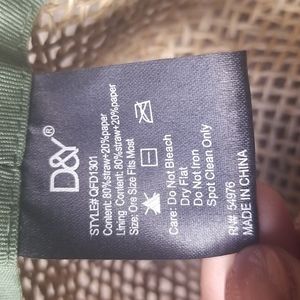 D&Y®
STYLE# QFD1301
Content: 80%straw+20%paper
Lining: Content: 80%straw+20%paper
Size: One Size Fits Most
Care: Do Not Bleach
Dry Flat
Do Not Iron
Spot Clean Only
RN# 54976
MADE IN CHINA